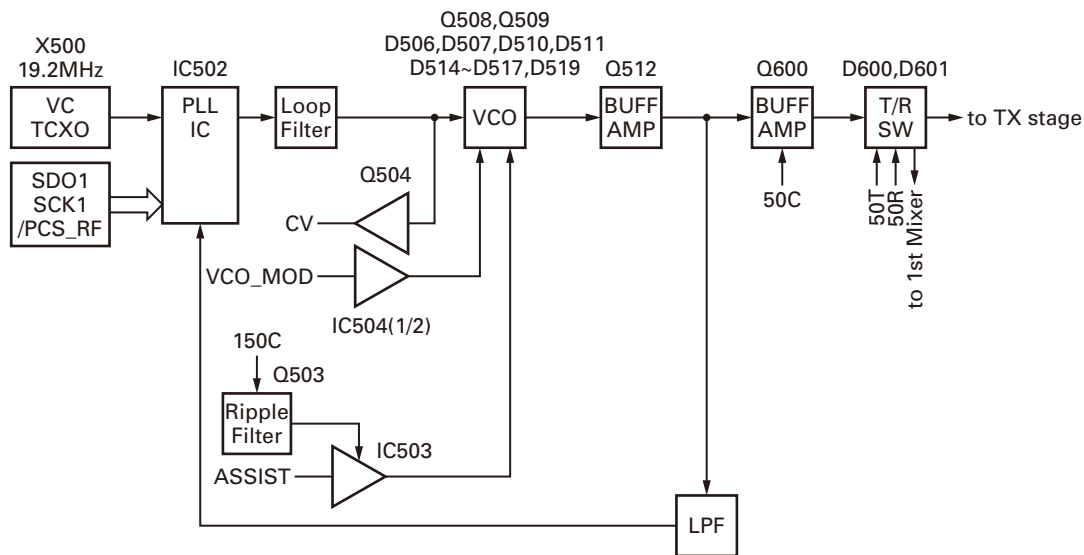 Q508,Q509
D506,D507,D510,D511
D514~D517,D519
X500
19.2MHz
IC502
Q512
Q600
D600,D601
VC
TCXO
PLL
IC
Loop
Filter
VCO
BUFF
AMP
BUFF
AMP
T/R
SW
to TX stage
SDO1
SCK1
/PCS_RF
Q504
CV
50C
50T
50R
to 1st Mixer
VCO_MOD
IC504(1/2)
150C
Q503
Ripple
Filter
IC503
ASSIST
LPF